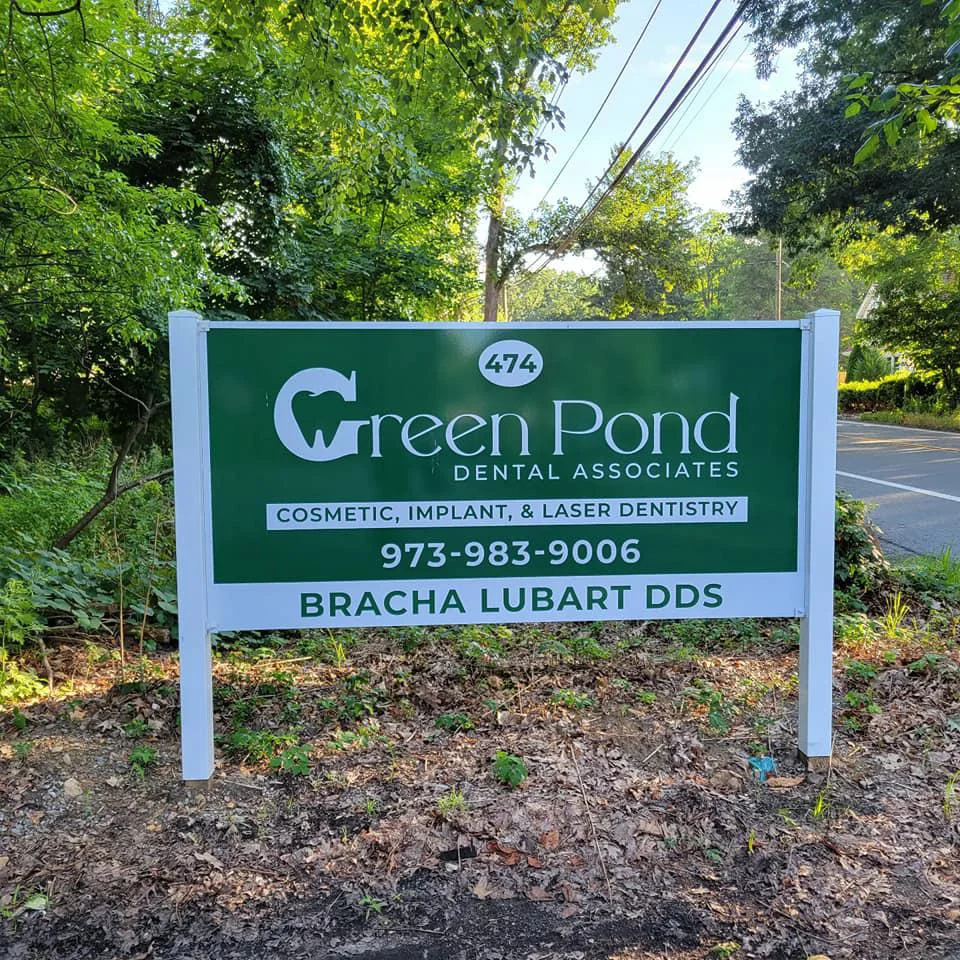 474
Green Pond
DENTAL ASSOCIATES
COSMETIC, IMPLANT, & LASER DENTISTRY
973-983-9006
BRACHA LUBART DDS